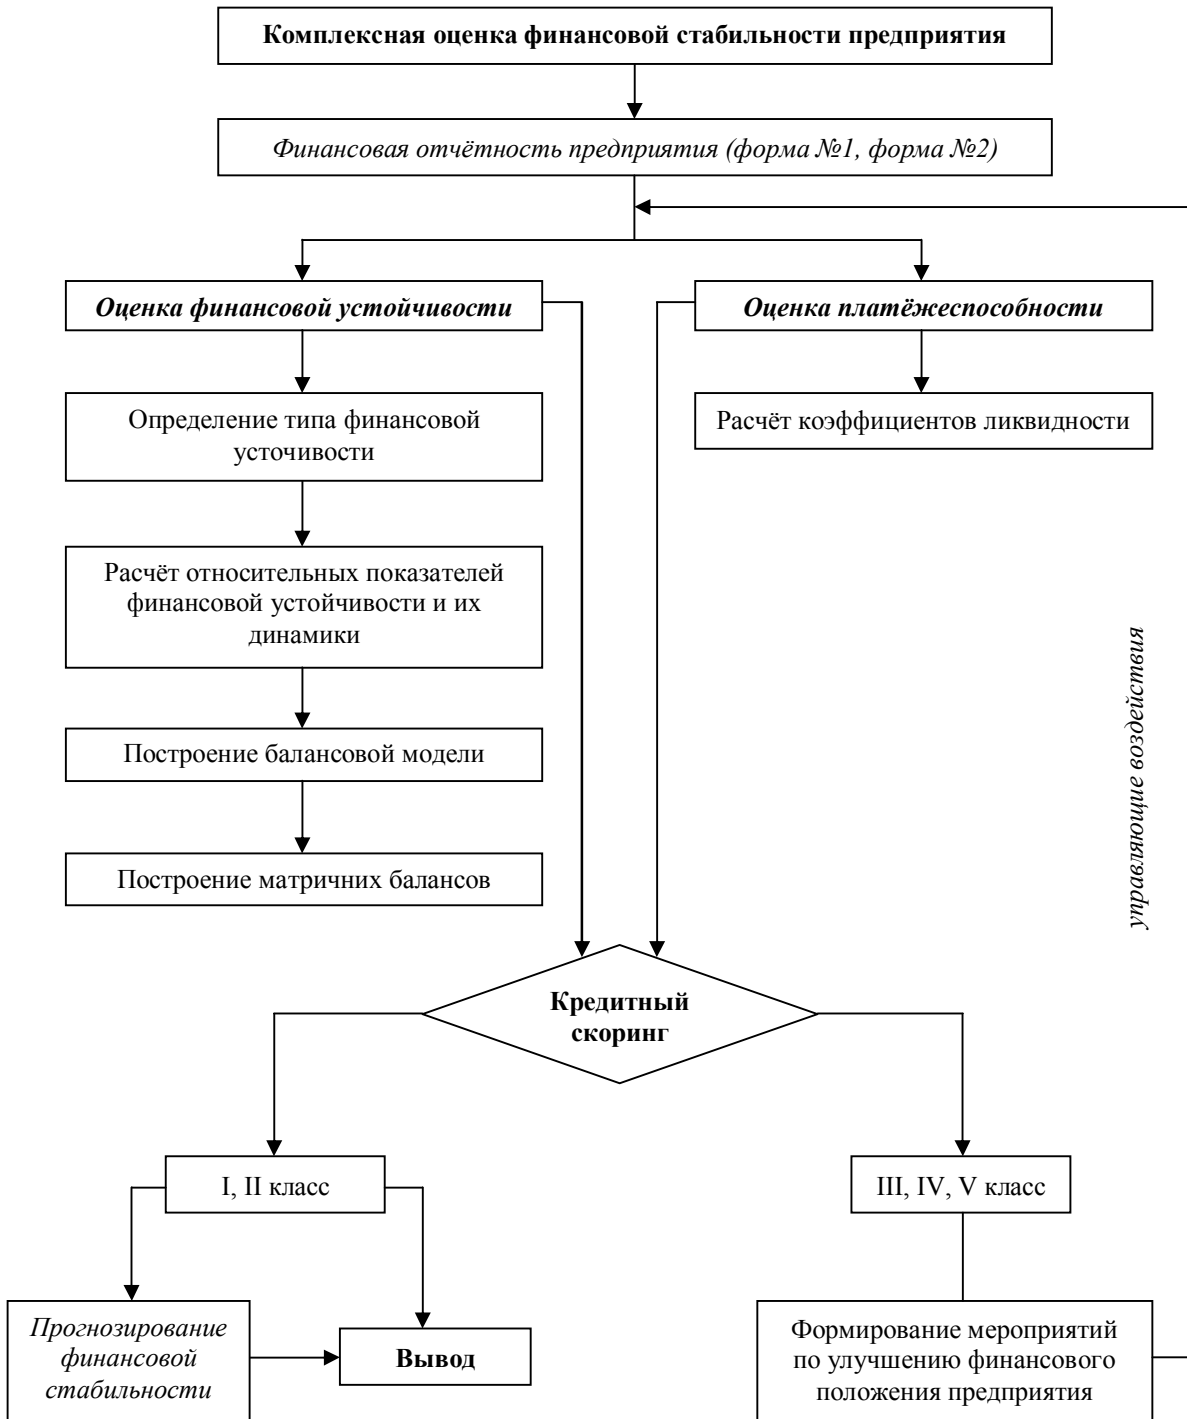 Комплексная оценка финансовой стабильности предприятия
Финансовая отчётность предприятия (форма №1, форма №2)
Оценка финансовой устойчивости
Оценка платёжеспособности
Определение типа финансовой
усточивости
Расчёт коэффициентов ликвидности
Расчёт относительных показателей
финансовой устойчивости и их
динамики
Построение балансовой модели
Построение матричних балансов
управляющие воздействия
Кредитный
скоринг
I, II класс
III, IV, V класс
Прогнозирование
финансовой
стабильности
Вывод
Формирование мероприятий
по улучшению финансового
положения предприятия